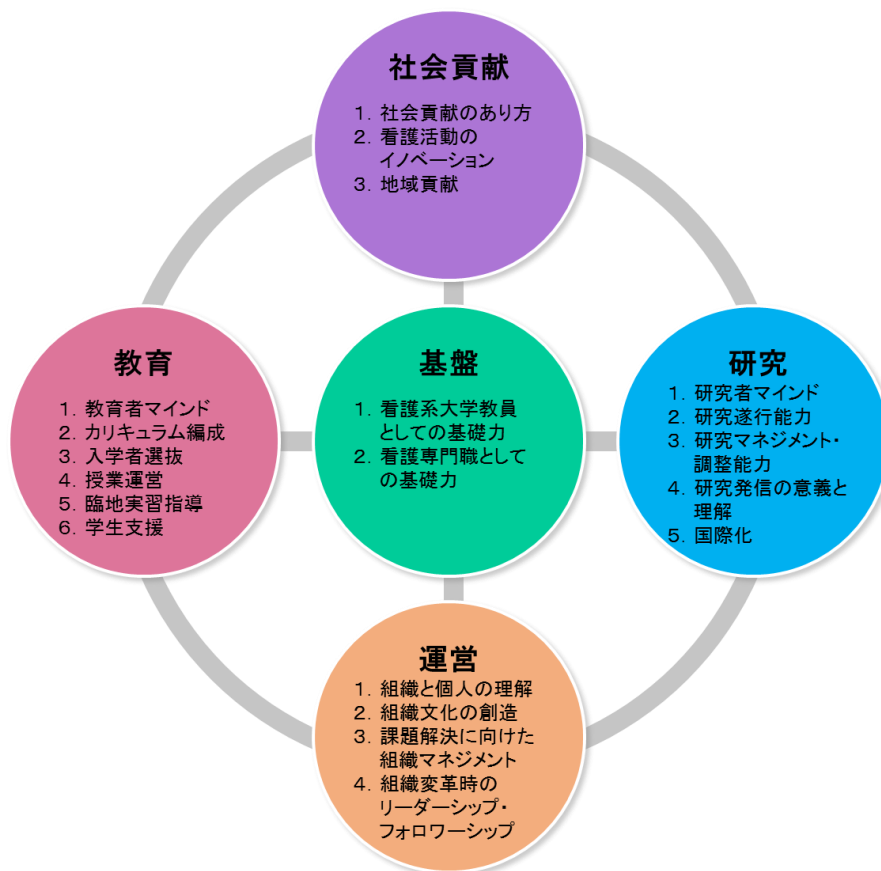 社会貢献
1. 社会貢献のあり方
2. 看護活動の
イノベーション
3. 地域貢献
教育
1. 教育者マインド
2. カリキュラム編成
3. 入学者選抜
4. 授業運営
5. 臨地実習指導
6. 学生支援
基盤
1. 看護系大学教員
としての基礎力
2. 看護専門職として
の基礎力
研究
1. 研究者マインド
2. 研究遂行能力
3. 研究マネジメント・
調整能力
4. 研究発信の意義と
理解
5. 国際化
運営
1. 組織と個人の理解
2. 組織文化の創造
3. 課題解決に向けた
組織マネジメント
4. 組織変革時の
リーダーシップ・
フォロワーシップ